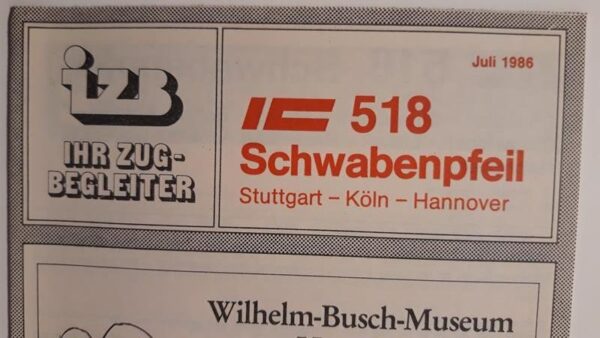 izb
IHR ZUG-
BEGLEITER
Juli 1986
IC 518
Schwabenpfeil
Stuttgart – Köln – Hannover
Wilhelm-Busch-Museum